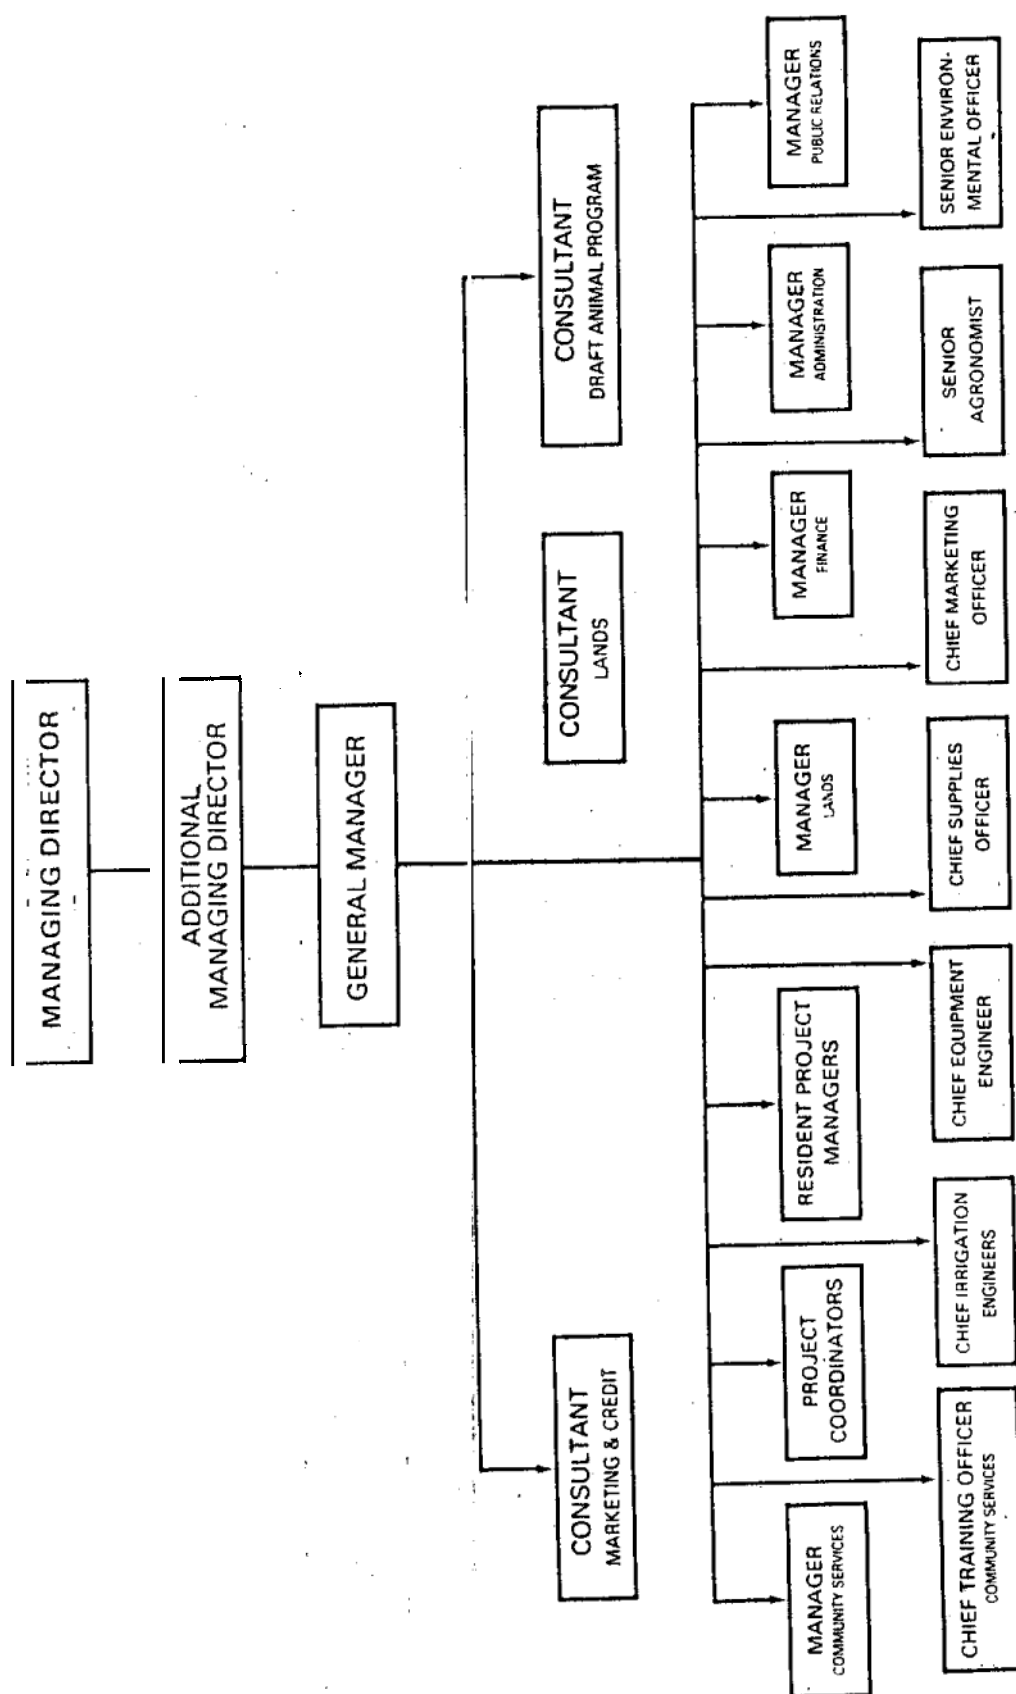 MANAGING DIRECTOR
ADDITIONAL
MANAGING DIRECTOR
GENERAL MANAGER
CONSULTANT
MARKETING & CREDIT
CONSULTANT
LANDS
CONSULTANT
DRAFT ANIMAL PROGRAM
MANAGER
COMMUNITY SERVICES
PROJECT
COORDINATORS
RESIDENT PROJECT
MANAGERS
MANAGER
LANDS
MANAGER
FINANCE
MANAGER
ADMINISTRATION
MANAGER
PUBLIC RELATIONS
CHIEF TRAINING OFFICER
COMMUNITY SERVICES
CHIEF IRRIGATION
ENGINEERS
CHIEF EQUIPMENT
ENGINEER
CHIEF SUPPLIES
OFFICER
CHIEF MARKETING
OFFICER
SENIOR
AGRONOMIST
SENIOR ENVIRON-
MENTAL OFFICER